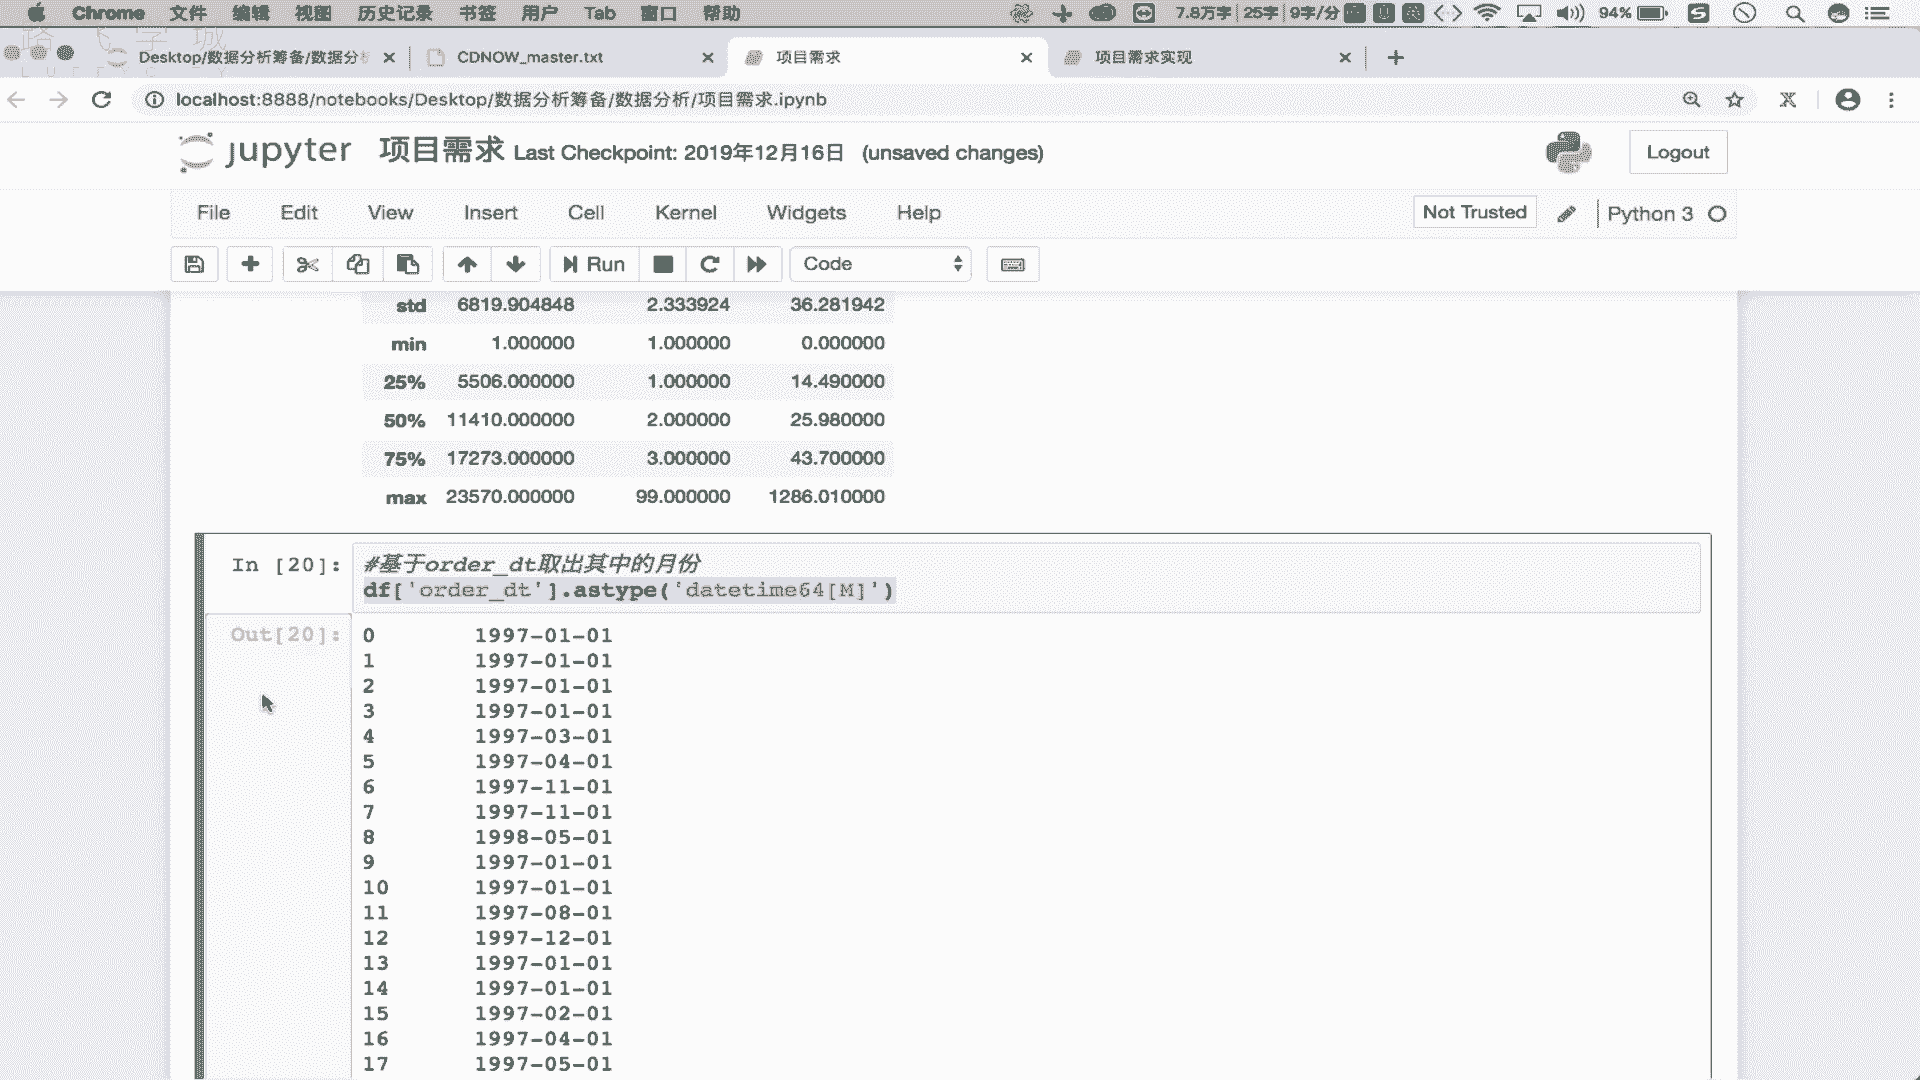 Chrome 文件 编辑 视图 历史记录 书签 用户 Tab 窗口 帮助 7.8万字 25字 9字/分 94%
Desktop/数据分析筹备/数据分 CDNOW_master.txt 项目需求 项目需求实现
localhost:8888/notebooks/Desktop/数据分析筹备/数据分析/项目需求.ipynb
jupyter 项目需求 Last Checkpoint: 2019年12月16日 (unsaved changes) Logout
File Edit View Insert Cell Kernel Widgets Help Not Trusted Python 3
Run Code
std 6819.904848 2.333924 36.281942
min 1.000000 1.000000 0.000000
25% 5506.000000 1.000000 14.490000
50% 11410.000000 2.000000 25.980000
75% 17273.000000 3.000000 43.700000
max 23570.000000 99.000000 1286.010000
In [20]: #基于order_dt取出其中的月份
df['order_dt'].astype('datetime64[M]')
Out[20]: 0 1997-01-01
1 1997-01-01
2 1997-01-01
3 1997-01-01
4 1997-03-01
5 1997-04-01
6 1997-11-01
7 1997-11-01
8 1998-05-01
9 1997-01-01
10 1997-01-01
11 1997-08-01
12 1997-12-01
13 1997-01-01
14 1997-01-01
15 1997-02-01
16 1997-04-01
17 1997-05-01